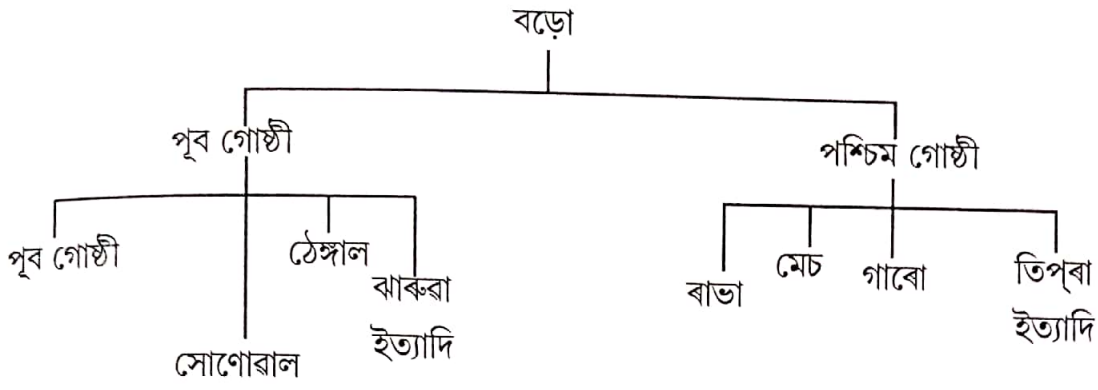 বড়ো
পূব গোষ্ঠী
পশ্চিম গোষ্ঠী
পূব গোষ্ঠী
সোণোৱাল
ঠেঙ্গাল
ঝাৰুৱা
ইত্যাদি
ৰাভা
মেচ
গাৰো
তিপ্ৰা
ইত্যাদি